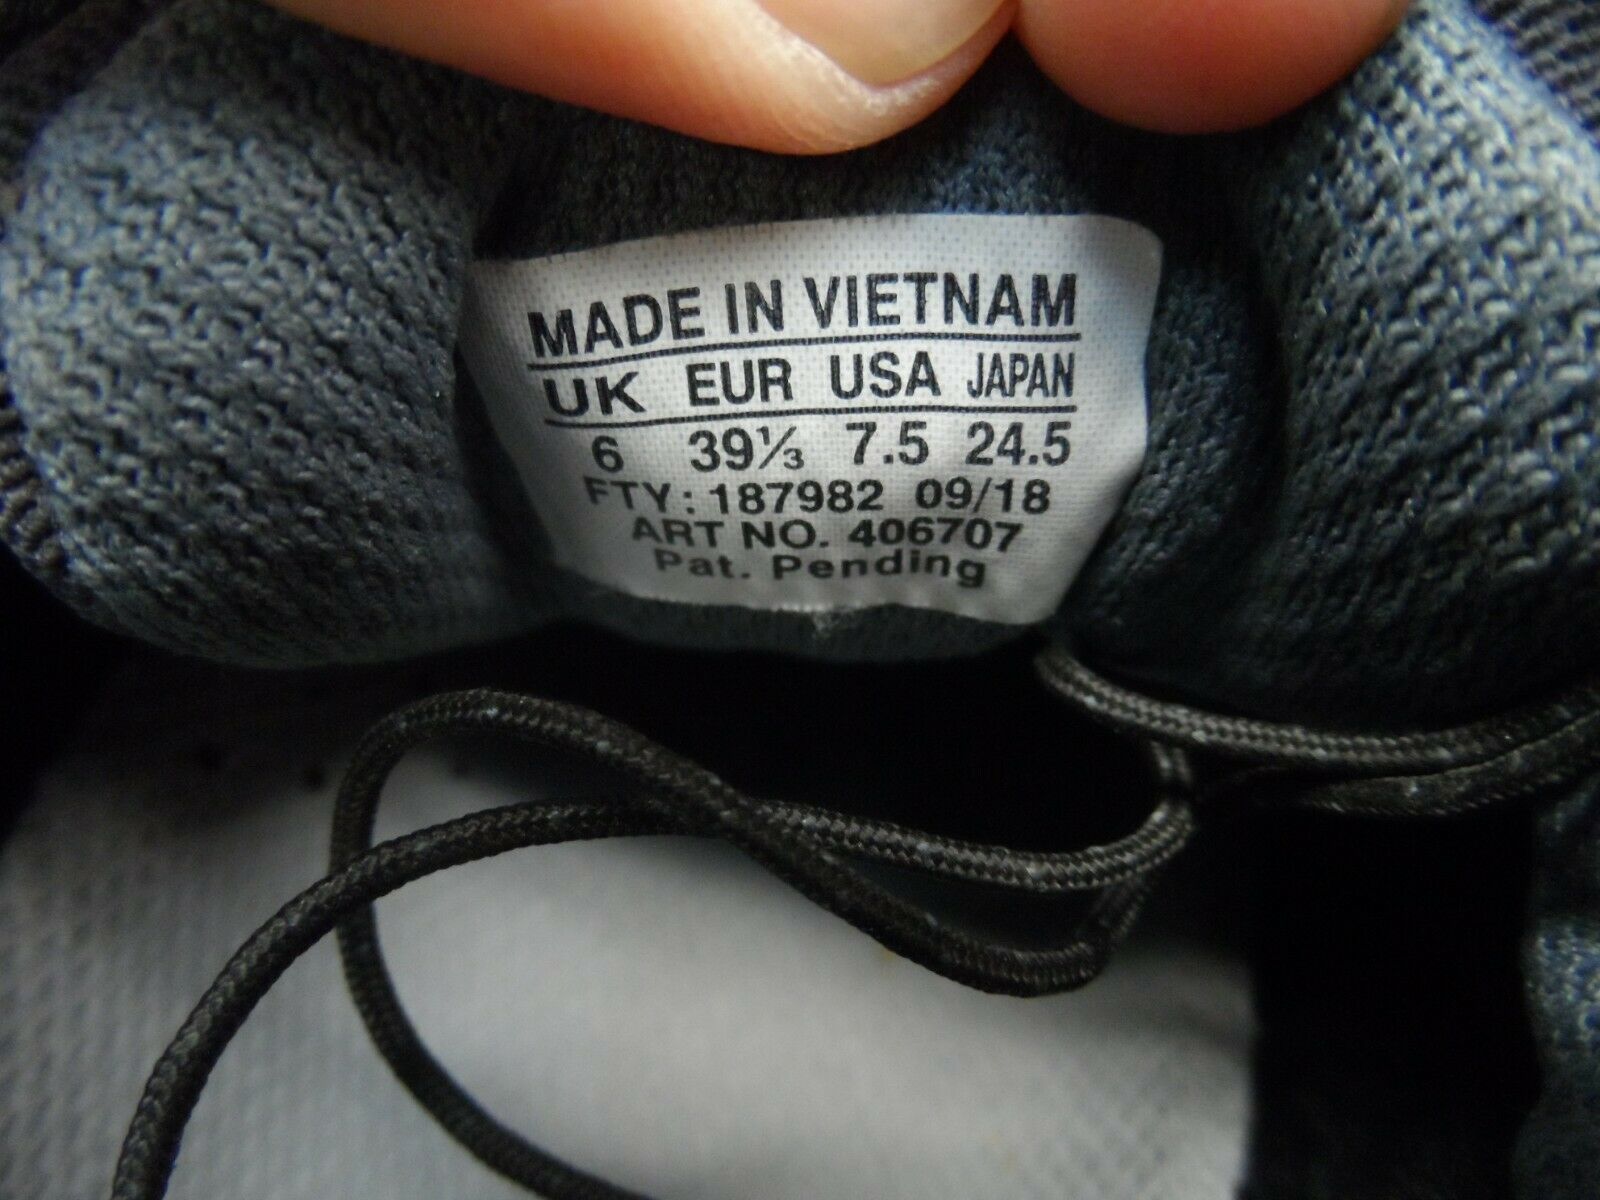 MADE IN VIETNAM
UK EUR USA JAPAN
6 39⅓ 7.5 24.5
FTY: 187982 09/18
ART NO. 406707
Pat. Pending